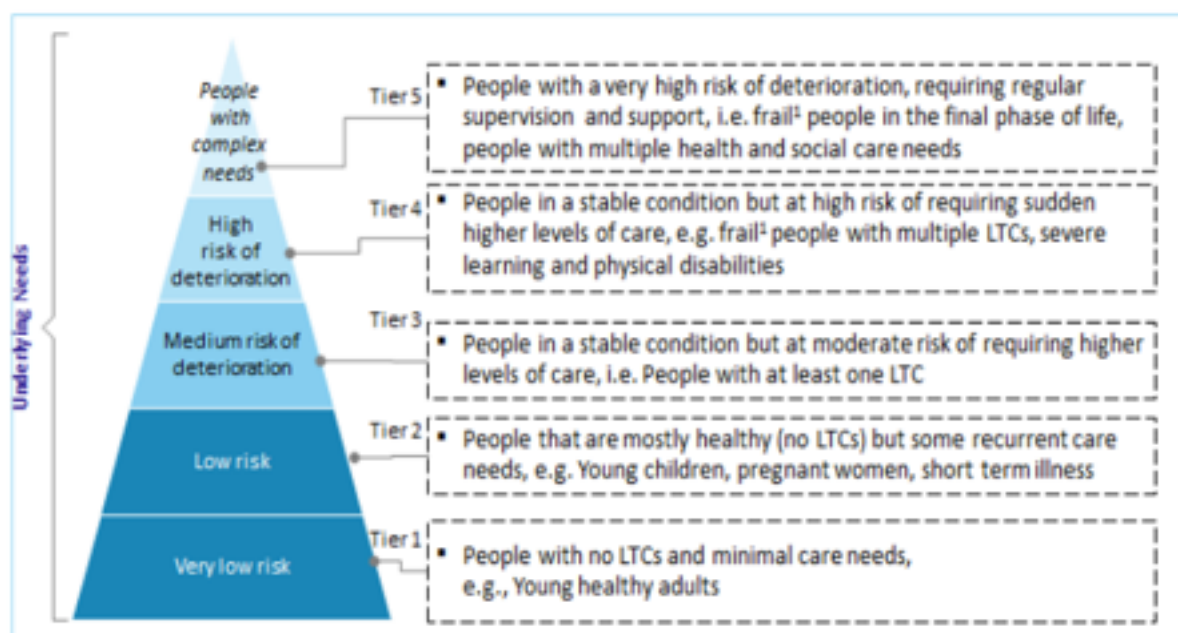 Underlying Needs
People
with
complex
needs
Tier 5
▪ People with a very high risk of deterioration, requiring regular
supervision and support, i.e. frail¹ people in the final phase of life,
people with multiple health and social care needs
High
risk of
deterioration
Tier 4
▪ People in a stable condition but at high risk of requiring sudden
higher levels of care, e.g. frail¹ people with multiple LTCs, severe
learning and physical disabilities
Medium risk of
deterioration
Tier 3
▪ People in a stable condition but at moderate risk of requiring higher
levels of care, i.e. People with at least one LTC
Low risk
Tier 2
▪ People that are mostly healthy (no LTCs) but some recurrent care
needs, e.g. Young children, pregnant women, short term illness
Very low risk
Tier 1
▪ People with no LTCs and minimal care needs,
e.g., Young healthy adults